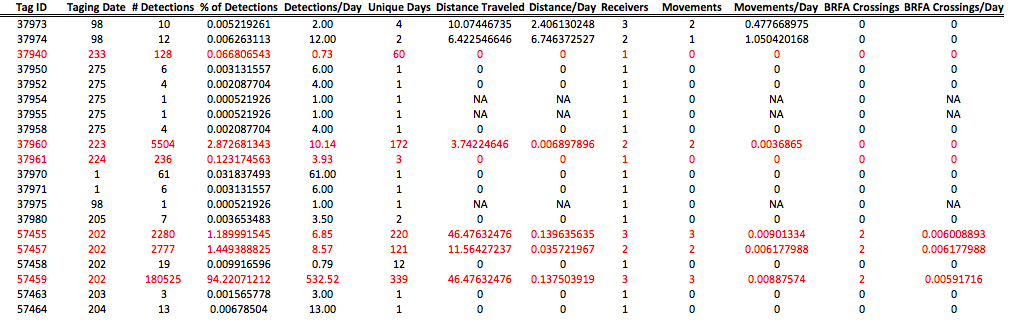 Tag ID Taging Date # Detections % of Detections Detections/Day Unique Days Distance Traveled Distance/Day Receivers Movements Movements/Day BRFA Crossings BRFA Crossings/Day
37973 98 10 0.005219261 2.00 4 10.07446735 2.406130248 3 2 0.477668975 0 0
37974 98 12 0.006263113 12.00 2 6.422546646 6.746372527 2 1 1.050420168 0 0
37940 233 128 0.066806543 0.73 60 0 0 1 0 0 0 0
37950 275 6 0.003131557 6.00 1 0 0 1 0 0 0 0
37952 275 4 0.002087704 4.00 1 0 0 1 0 0 0 0
37954 275 1 0.000521926 1.00 1 NA NA 1 0 NA 0 NA
37955 275 1 0.000521926 1.00 1 NA NA 1 0 NA 0 NA
37958 275 4 0.002087704 4.00 1 0 0 1 0 0 0 0
37960 223 5504 2.872681343 10.14 172 3.74224646 0.006897896 2 2 0.0036865 0 0
37961 224 236 0.123174563 3.93 3 0 0 1 0 0 0 0
37970 1 61 0.031837493 61.00 1 0 0 1 0 0 0 0
37971 1 6 0.003131557 6.00 1 0 0 1 0 0 0 0
37975 98 1 0.000521926 1.00 1 NA NA 1 0 NA 0 NA
37980 205 7 0.003653483 3.50 2 0 0 1 0 0 0 0
57455 202 2280 1.189991545 6.85 220 46.47632476 0.139635635 3 3 0.00901334 2 0.006008893
57457 202 2777 1.449388825 8.57 121 11.56427237 0.035721967 2 2 0.006177988 2 0.006177988
57458 202 19 0.009916596 0.79 12 0 0 1 0 0 0 0
57459 202 180525 94.22071212 532.52 339 46.47632476 0.137503919 3 3 0.00887574 2 0.00591716
57463 203 3 0.001565778 3.00 1 0 0 1 0 0 0 0
57464 204 13 0.00678504 13.00 1 0 0 1 0 0 0 0